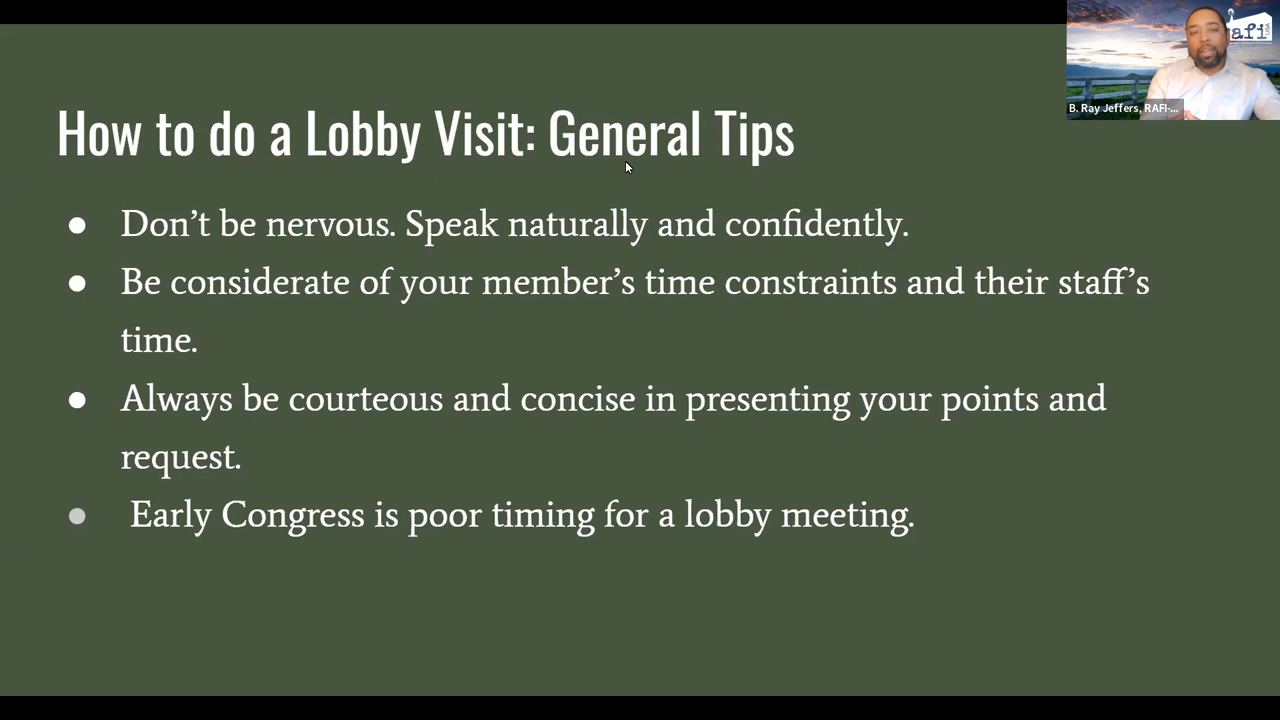 afi
USA
B. Ray Jeffers, RAFI-...
How to do a Lobby Visit: General Tips
● Don’t be nervous. Speak naturally and confidently.
● Be considerate of your member’s time constraints and their staff’s
time.
● Always be courteous and concise in presenting your points and
request.
● Early Congress is poor timing for a lobby meeting.